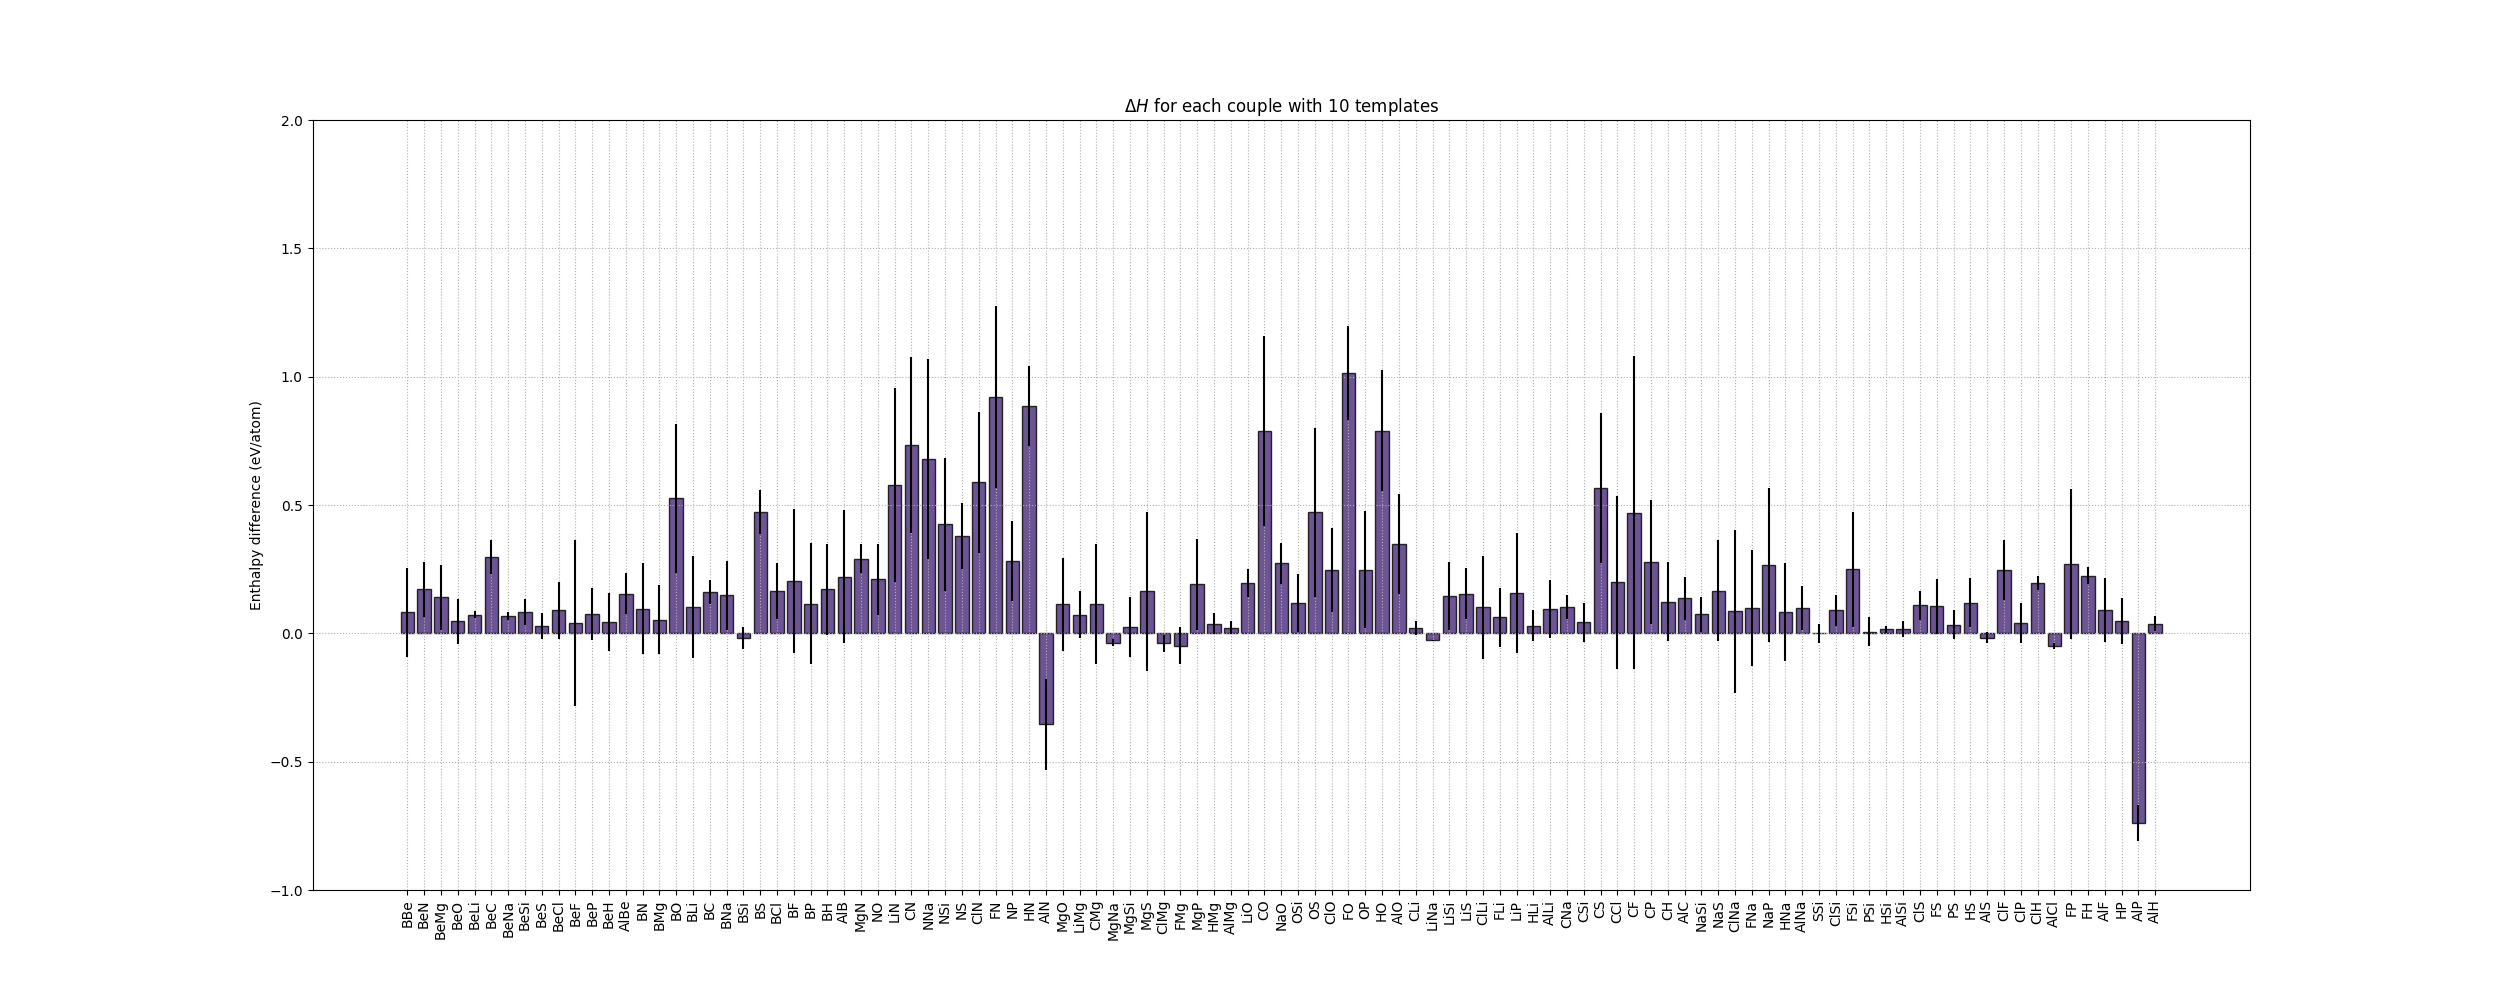 ΔH for each couple with 10 templates
Enthalpy difference (eV/atom)
2.0
1.5
1.0
0.5
0.0
−0.5
−1.0
BBe BeN BeMg BeO BeLi BeC BeNa BeSi BeS BeCl BeF BeP BeH AlBe BN BMg BO BLi BC BNa BSi BS BCl BF BP BH AlB MgN NO LiN CN NNa NSi NS ClN FN NP HN AlN MgO LiMg CMg MgNa MgSi MgS ClMg FMg MgP HMg AlMg LiO CO NaO OSi OS ClO FO OP HO AlO CLi LiNa LiSi LiS ClLi FLi LiP HLi AlLi CNa CSi CS CCl CF CP CH AlC NaSi NaS ClNa FNa NaP HNa AlNa SSi ClSi FSi PSi HSi AlSi ClS FS PS HS AlS ClF ClP ClH AlCl FP FH AlF HP AlP AlH